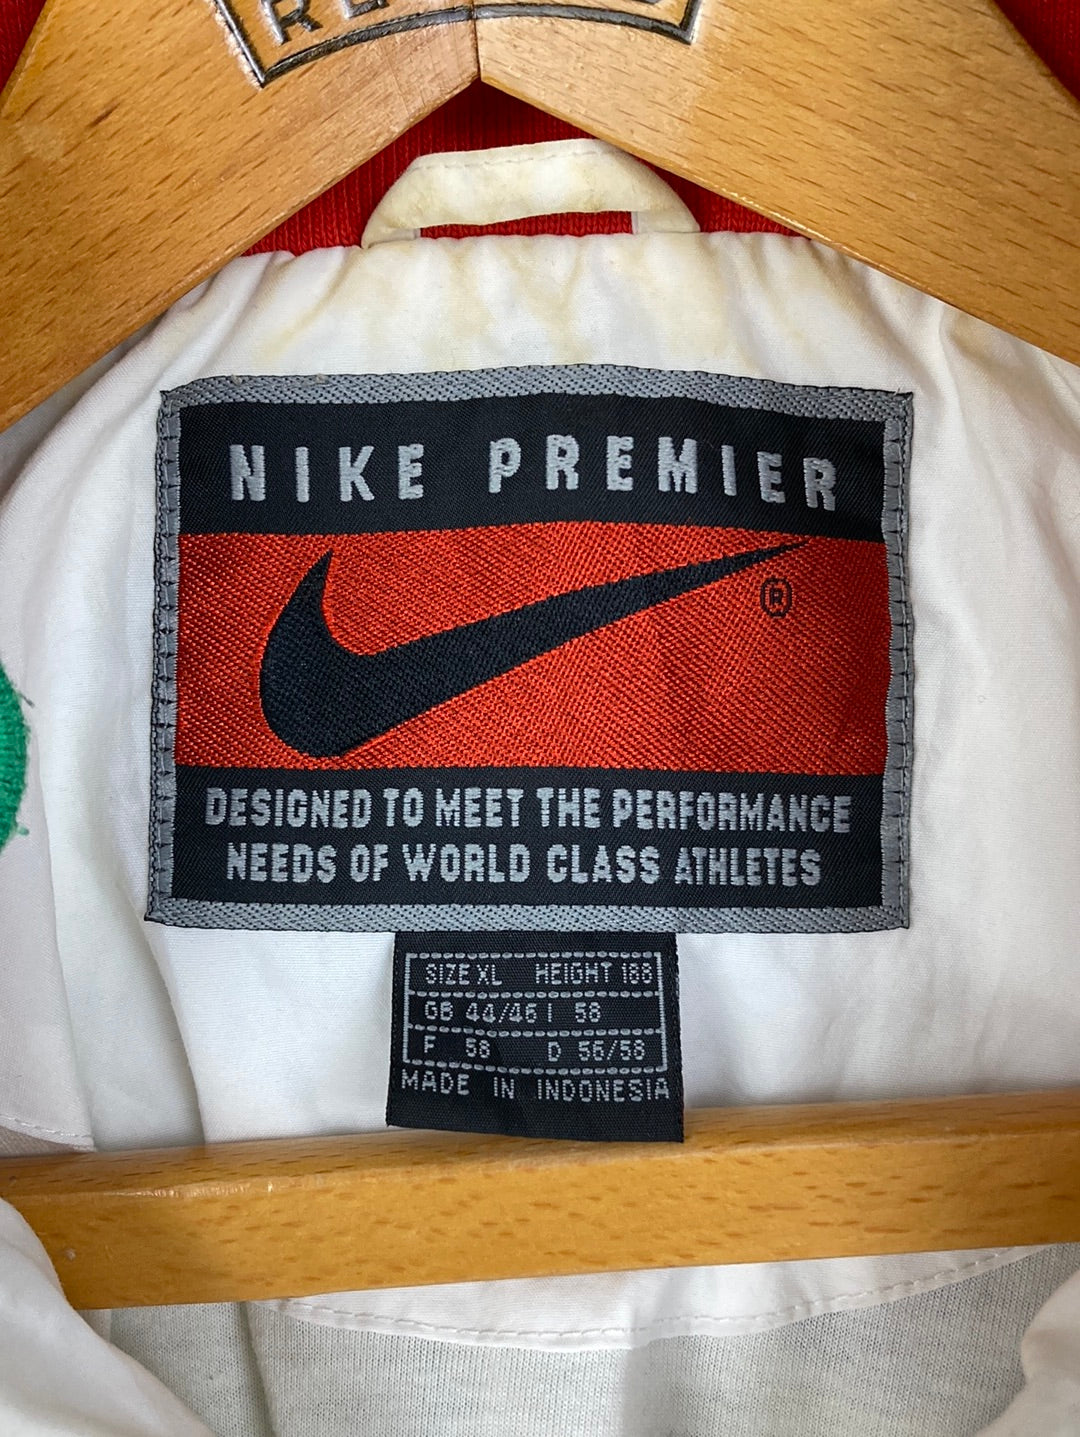 NIKE PREMIER
®
DESIGNED TO MEET THE PERFORMANCE
NEEDS OF WORLD CLASS ATHLETES
SIZE XL HEIGHT 188
GB 44/46 I 58
F 58 D 56/58
MADE IN INDONESIA